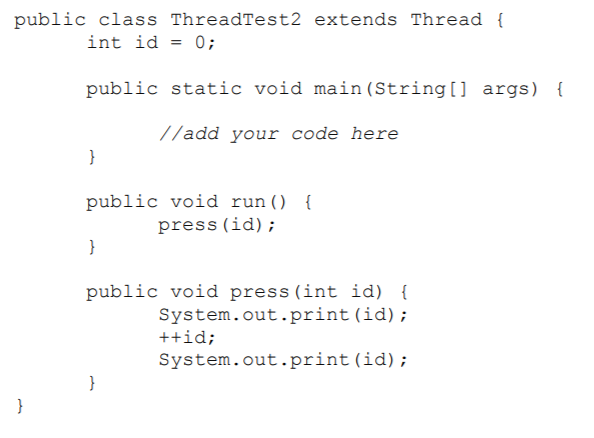 public class ThreadTest2 extends Thread {
int id = 0;
public static void main(String[] args) {
//add your code here
}
public void run() {
press(id);
}
public void press(int id) {
System.out.print(id);
++id;
System.out.print(id);
}
}